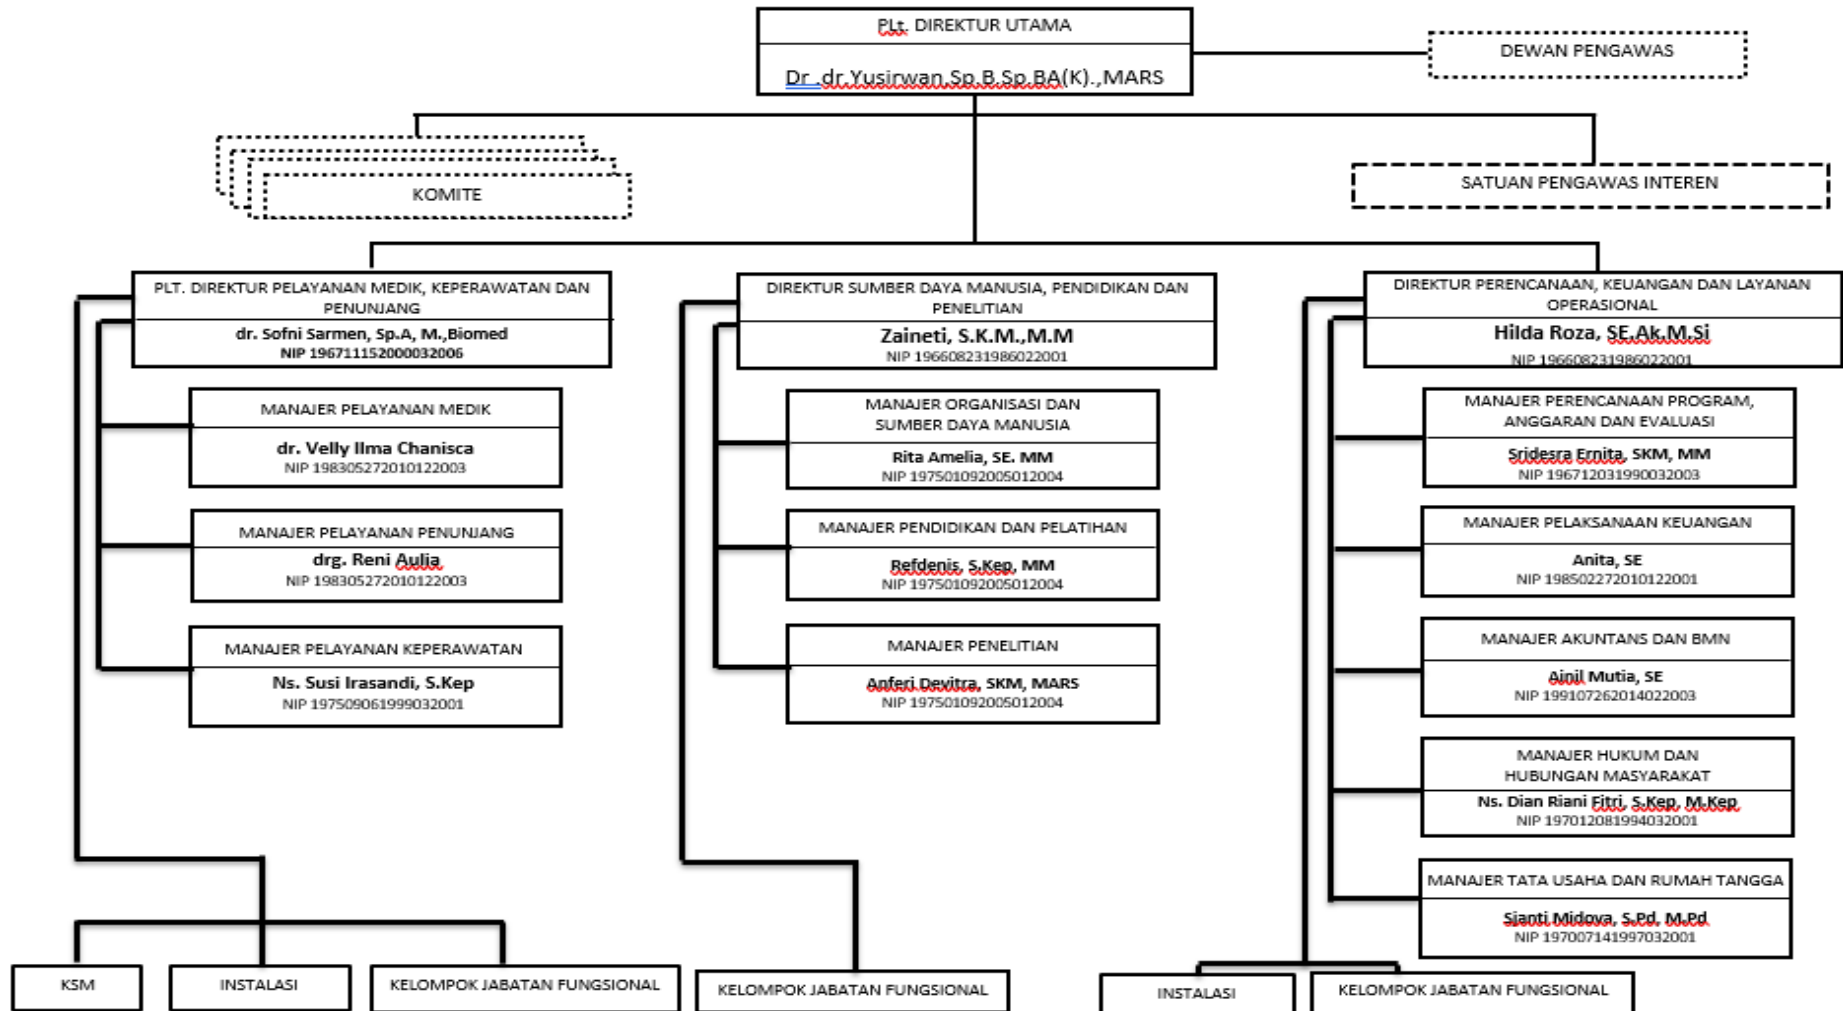 PLt. DIREKTUR UTAMA
Dr .dr.Yusirwan.Sp.B.Sp.BA(K).,MARS
DEWAN PENGAWAS
KOMITE
SATUAN PENGAWAS INTEREN
PLT. DIREKTUR PELAYANAN MEDIK, KEPERAWATAN DAN
PENUNJANG
dr. Sofni Sarmen, Sp.A, M.,Biomed
NIP 196711152000032006
MANAJER PELAYANAN MEDIK
dr. Velly Ilma Chanisca
NIP 198305272010122003
MANAJER PELAYANAN PENUNJANG
drg. Reni Aulia
NIP 198305272010122003
MANAJER PELAYANAN KEPERAWATAN
Ns. Susi Irasandi, S.Kep
NIP 197509061999032001
KSM
INSTALASI
KELOMPOK JABATAN FUNGSIONAL
DIREKTUR SUMBER DAYA MANUSIA, PENDIDIKAN DAN
PENELITIAN
Zaineti, S.K.M.,M.M
NIP 196608231986022001
MANAJER ORGANISASI DAN
SUMBER DAYA MANUSIA
Rita Amelia, SE. MM
NIP 197501092005012004
MANAJER PENDIDIKAN DAN PELATIHAN
Refdenis, S.Kep, MM
NIP 197501092005012004
MANAJER PENELITIAN
Anferi Devitra, SKM, MARS
NIP 197501092005012004
KELOMPOK JABATAN FUNGSIONAL
DIREKTUR PERENCANAAN, KEUANGAN DAN LAYANAN
OPERASIONAL
Hilda Roza, SE.Ak.M.Si
NIP 196608231986022001
MANAJER PERENCANAAN PROGRAM,
ANGGARAN DAN EVALUASI
Sridesra Ernita, SKM, MM
NIP 196712031990032003
MANAJER PELAKSANAAN KEUANGAN
Anita, SE
NIP 198502272010122001
MANAJER AKUNTANS DAN BMN
Ainil Mutia, SE
NIP 199107262014022003
MANAJER HUKUM DAN
HUBUNGAN MASYARAKAT
Ns. Dian Riani Fitri, S.Kep, M.Kep
NIP 197012081994032001
MANAJER TATA USAHA DAN RUMAH TANGGA
Sjanti Midova, S.Pd, M.Pd
NIP 197007141997032001
INSTALASI
KELOMPOK JABATAN FUNGSIONAL